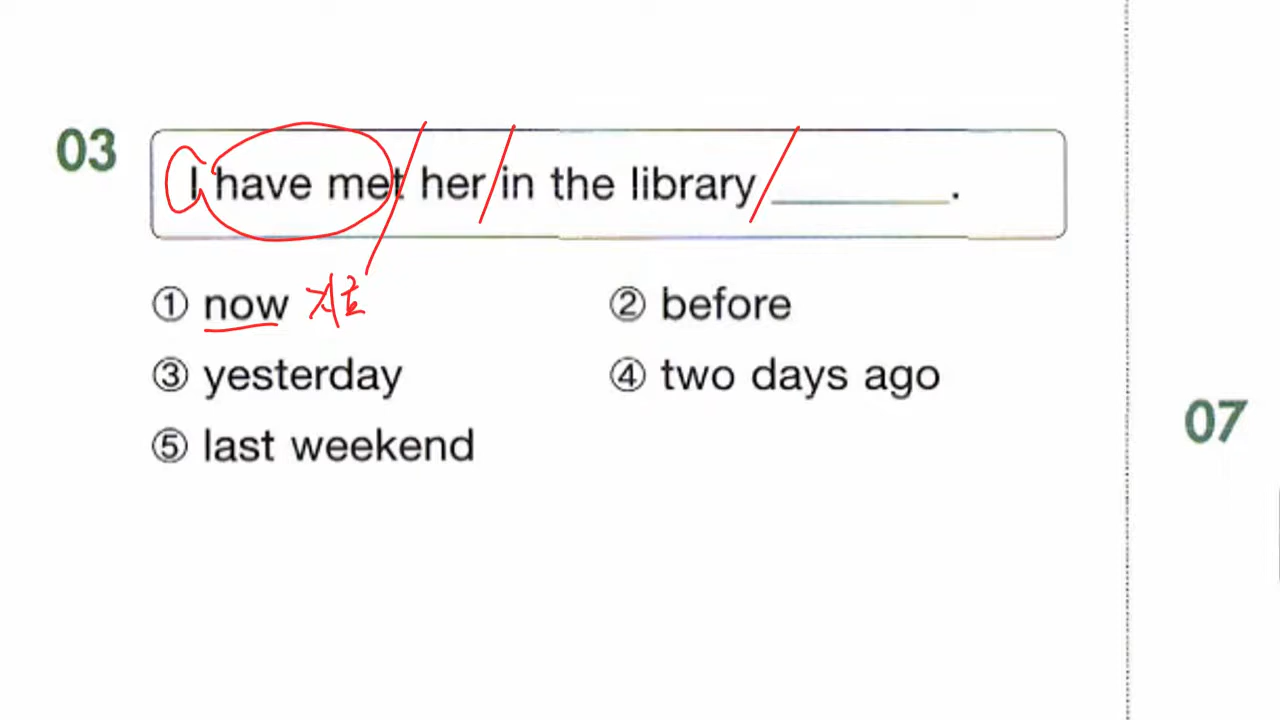 03
I have met her in the library ________.
① now
② before
③ yesterday
④ two days ago
⑤ last weekend
07